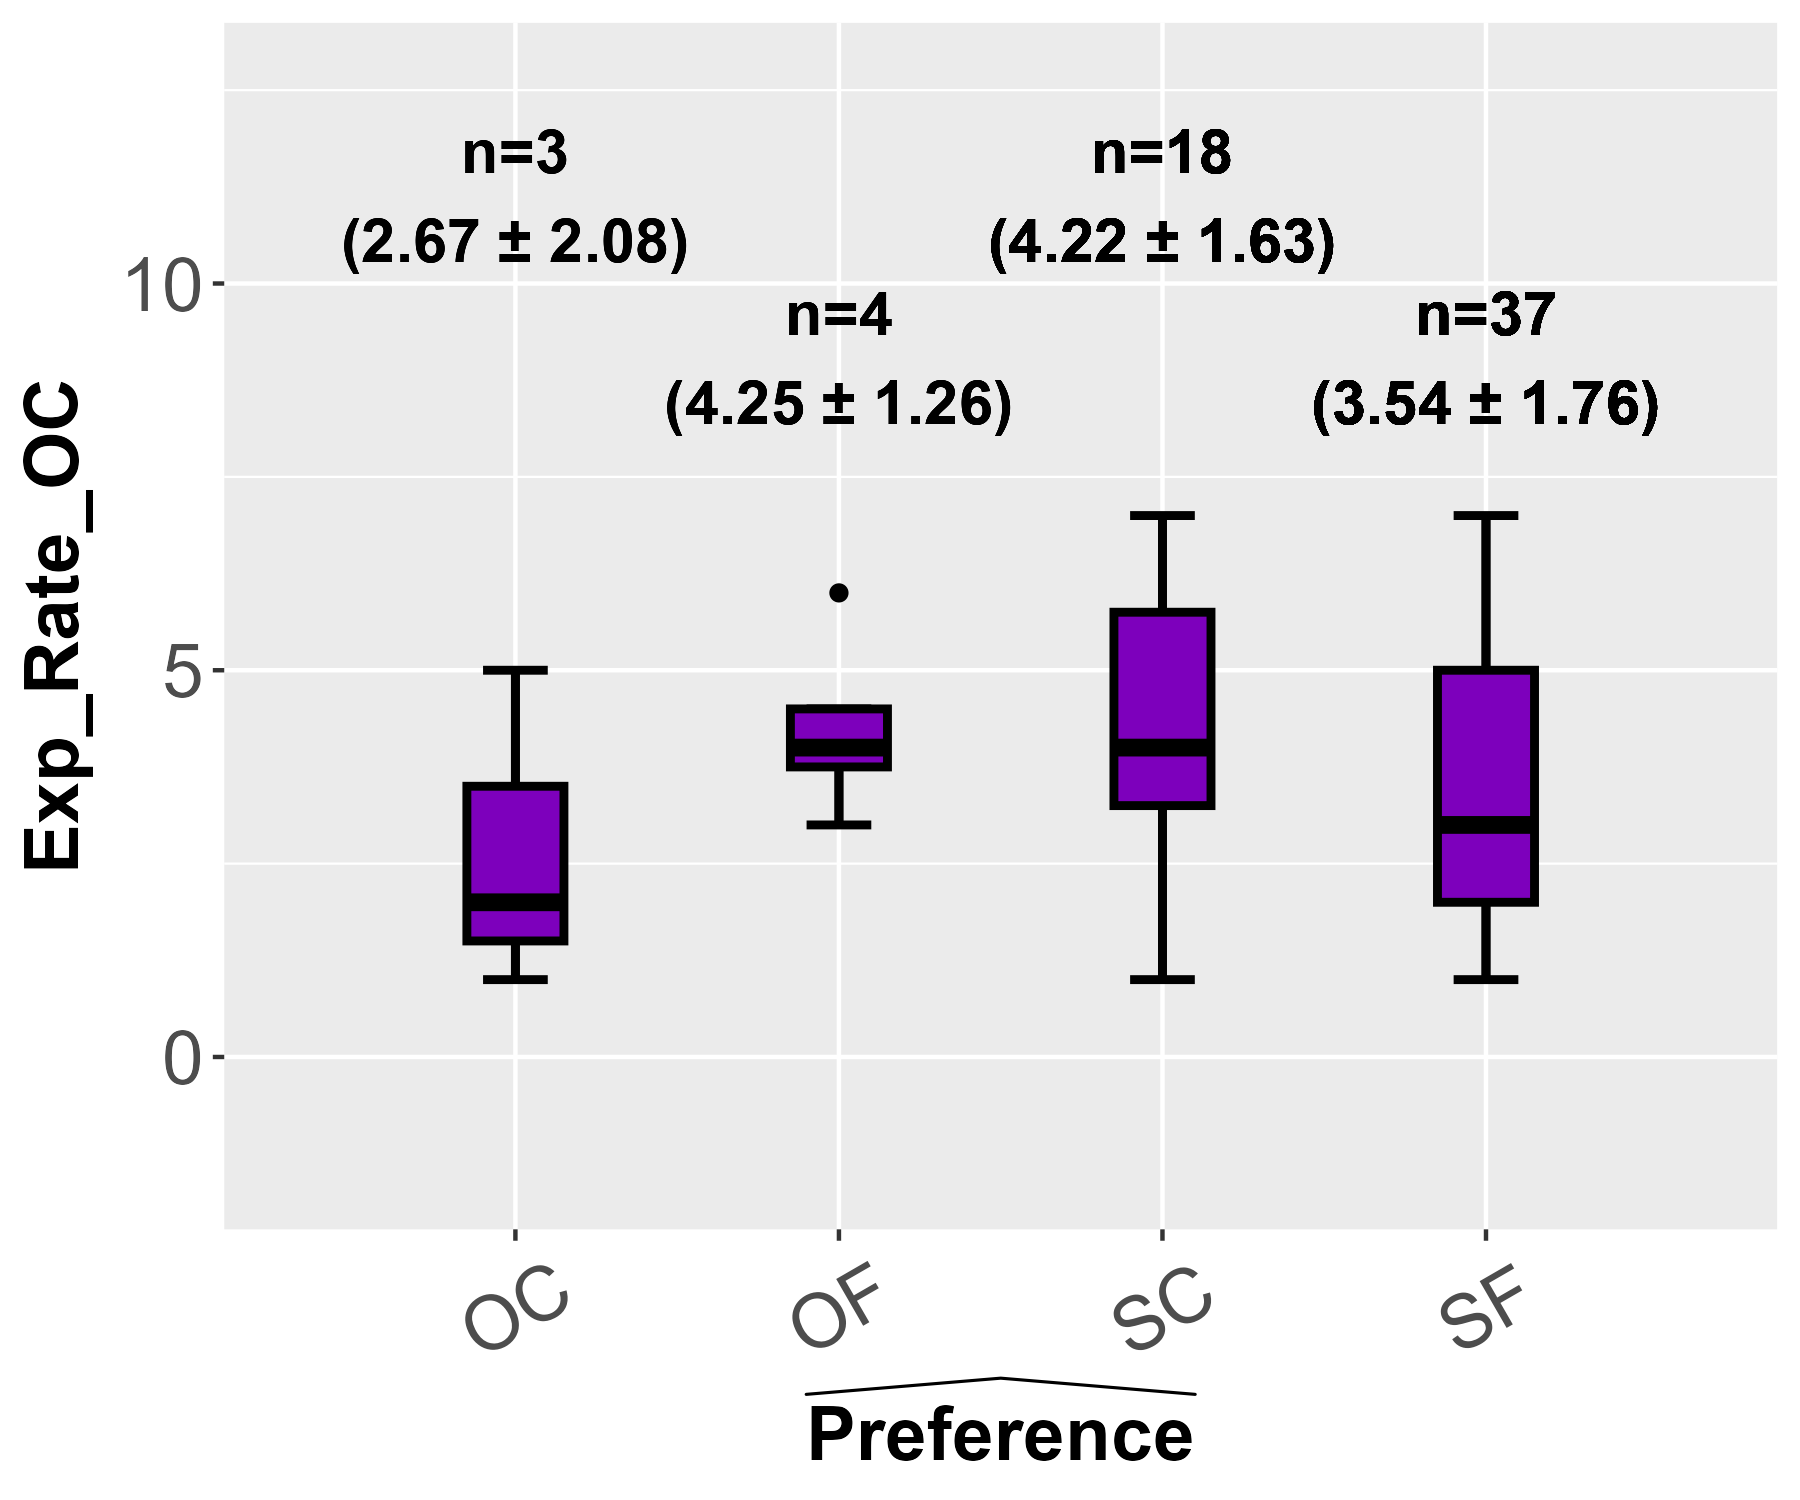 n=3
(2.67 ± 2.08)
n=18
(4.22 ± 1.63)
n=4
(4.25 ± 1.26)
n=37
(3.54 ± 1.76)
10
5
0
Exp_Rate_OC
OC
OF
SC
SF
Preference